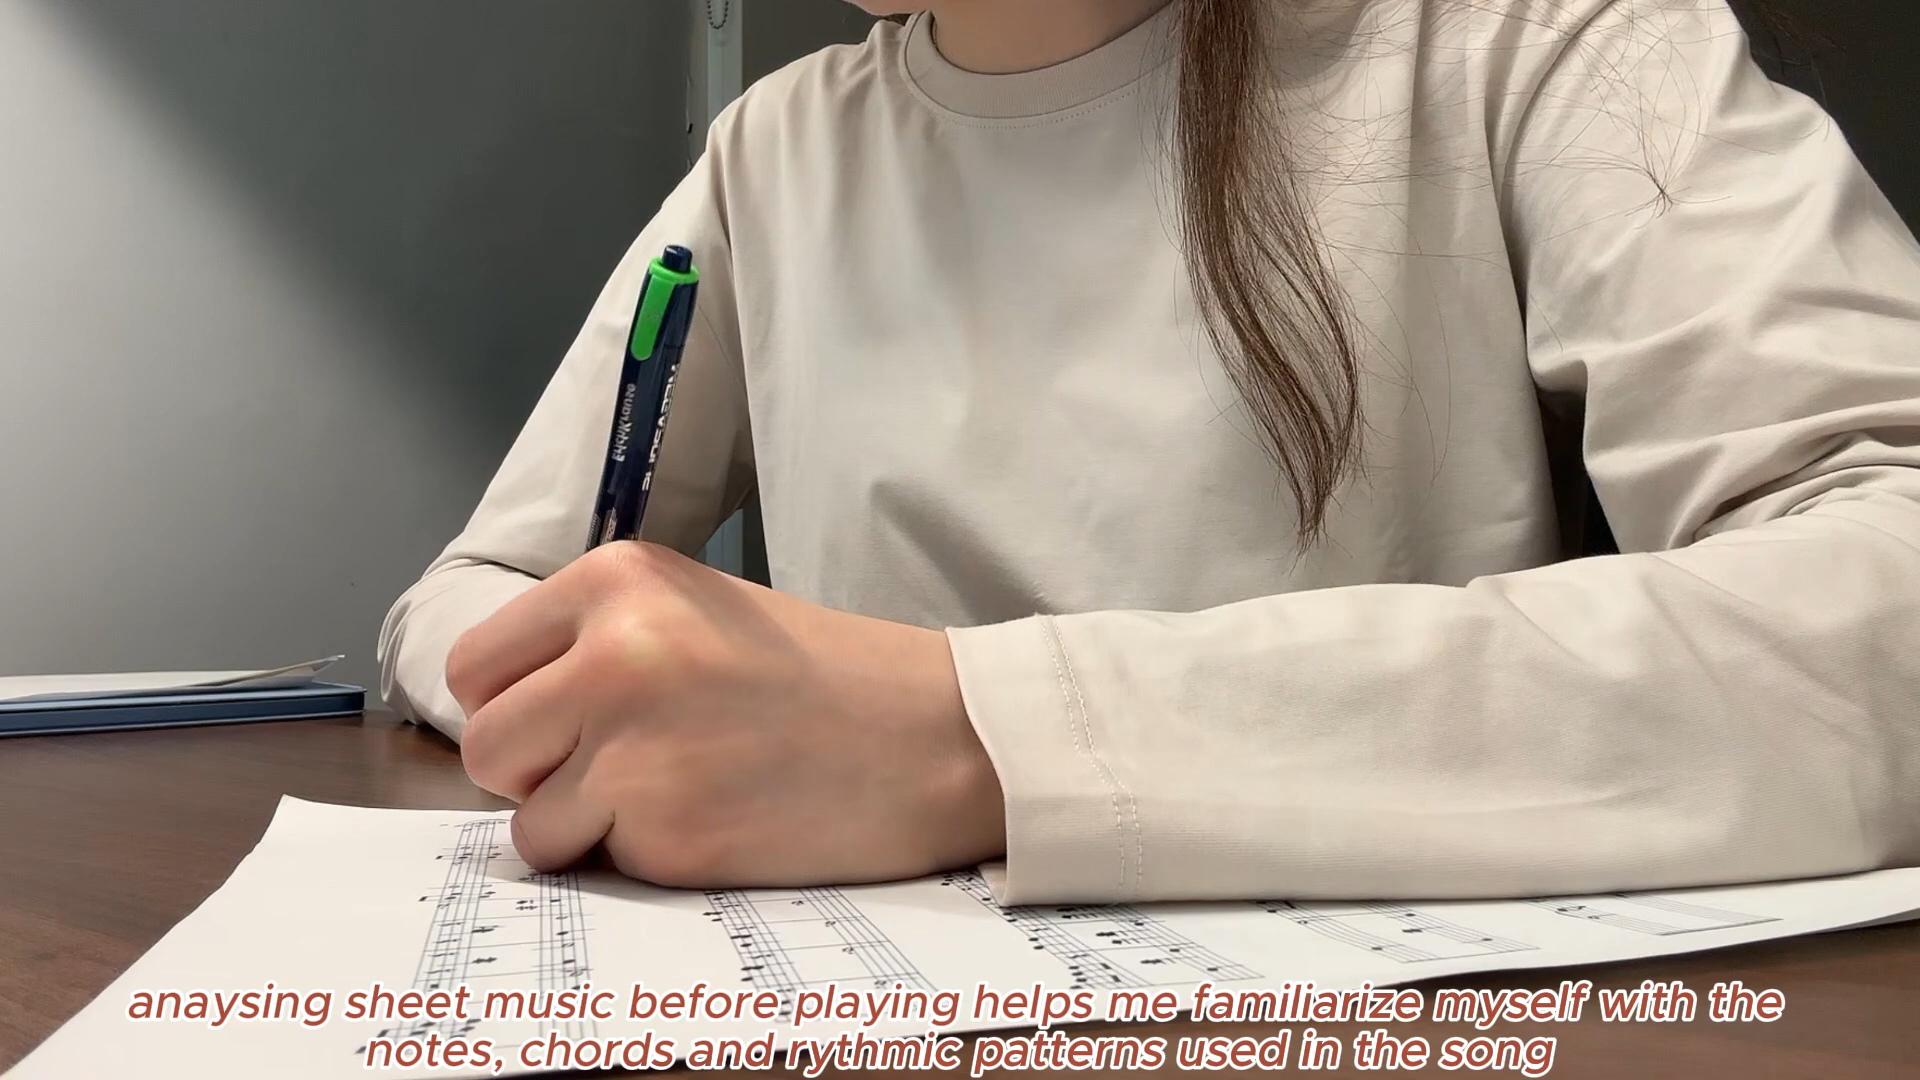 anaysing sheet music before playing helps me familiarize myself with the
notes, chords and rythmic patterns used in the song